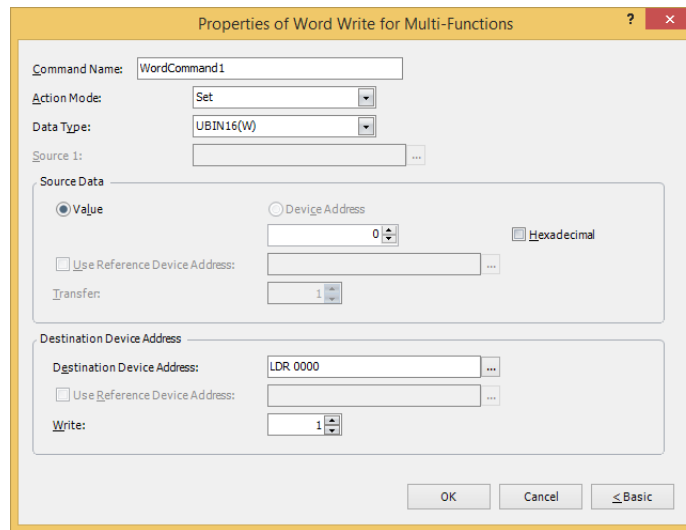 Properties of Word Write for Multi-Functions ? ×
Command Name: WordCommand1
Action Mode: Set
Data Type: UBIN16(W)
Source 1: ...
Source Data
Value Device Address
0 Hexadecimal
Use Reference Device Address: ...
Transfer: 1
Destination Device Address
Destination Device Address: LDR 0000 ...
Use Reference Device Address: ...
Write: 1
OK Cancel < Basic